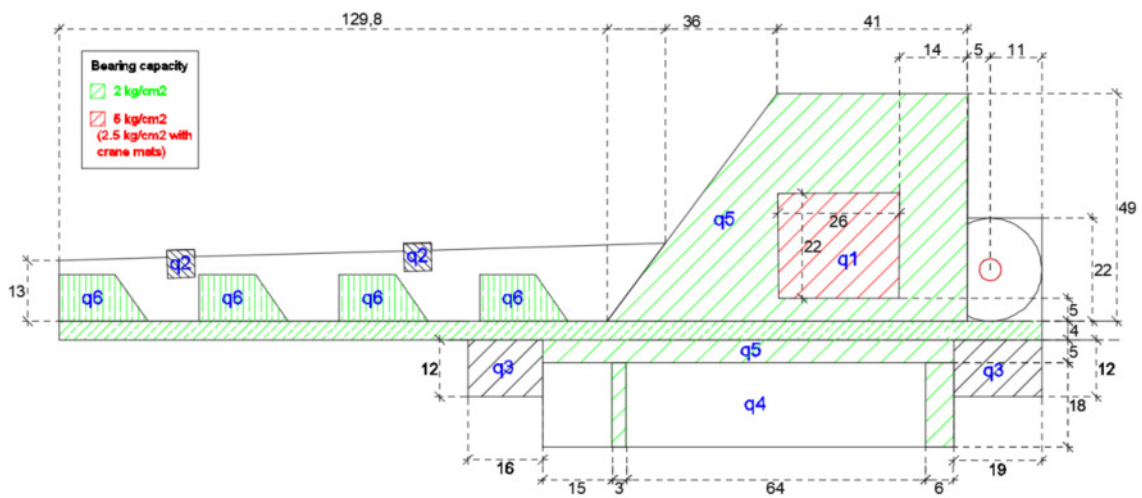 129,8
36
41
14
5
11
Bearing capacity
2 kg/cm2
5 kg/cm2
(2.5 kg/cm2 with
crane mats)
49
q5
26
22
q1
22
q2
q2
13
q6
q6
q6
q6
5
4
5
q5
12
q3
q3
12
q4
18
16
19
15
3
64
6